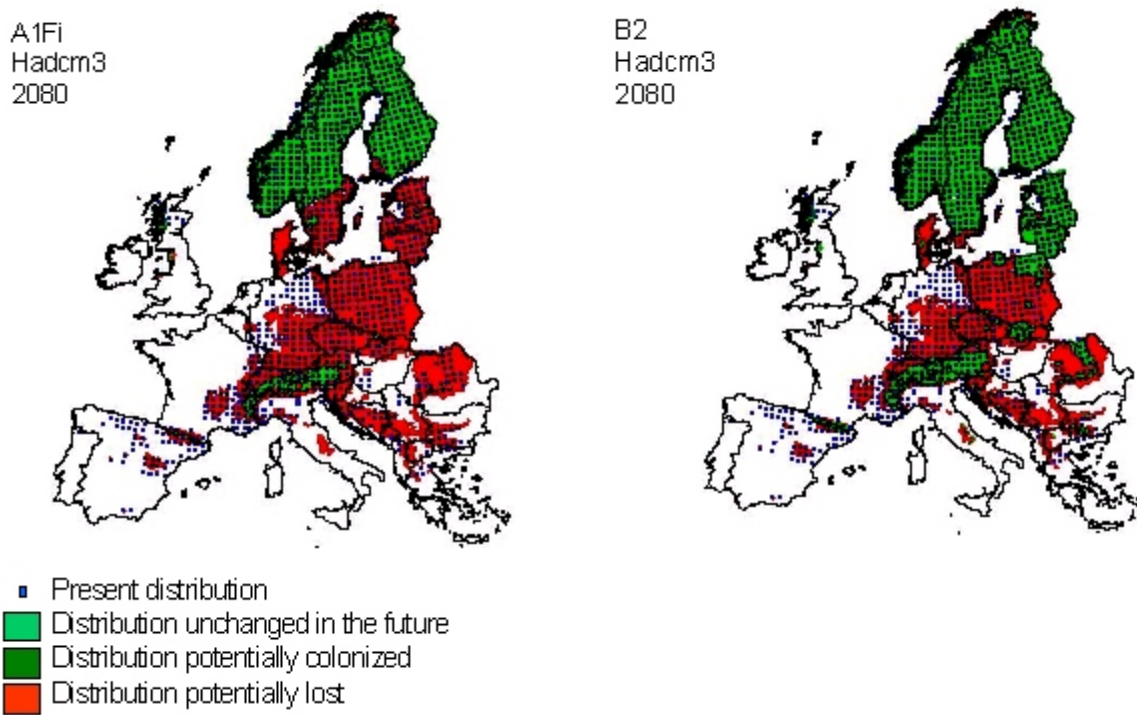 A1Fi
Hadcm3
2080
B2
Hadcm3
2080
Present distribution
Distribution unchanged in the future
Distribution potentially colonized
Distribution potentially lost